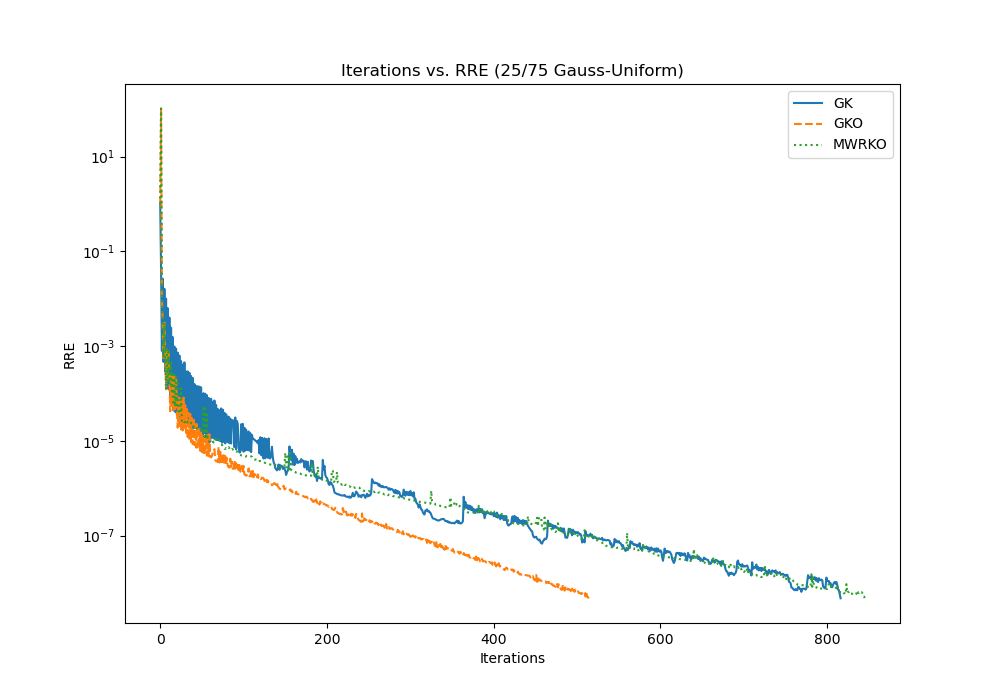 Iterations vs. RRE (25/75 Gauss-Uniform)
GK
GKO
MWRKO
10^1
10^-1
10^-3
10^-5
10^-7
RRE
0 200 400 600 800
Iterations